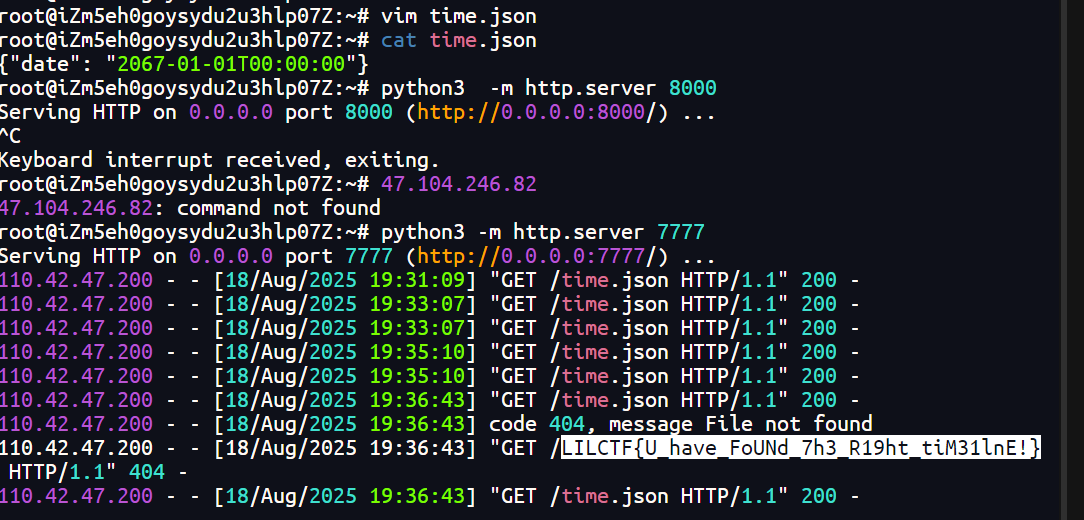 root@iZm5eh0goysydu2u3hlp07Z:~# vim time.json
root@iZm5eh0goysydu2u3hlp07Z:~# cat time.json
{"date": "2067-01-01T00:00:00"}
root@iZm5eh0goysydu2u3hlp07Z:~# python3  -m http.server 8000
Serving HTTP on 0.0.0.0 port 8000 (http://0.0.0.0:8000/) ...
^C
Keyboard interrupt received, exiting.
root@iZm5eh0goysydu2u3hlp07Z:~# 47.104.246.82
47.104.246.82: command not found
root@iZm5eh0goysydu2u3hlp07Z:~# python3 -m http.server 7777
Serving HTTP on 0.0.0.0 port 7777 (http://0.0.0.0:7777/) ...
110.42.47.200 - - [18/Aug/2025 19:31:09] "GET /time.json HTTP/1.1" 200 -
110.42.47.200 - - [18/Aug/2025 19:33:07] "GET /time.json HTTP/1.1" 200 -
110.42.47.200 - - [18/Aug/2025 19:33:07] "GET /time.json HTTP/1.1" 200 -
110.42.47.200 - - [18/Aug/2025 19:35:10] "GET /time.json HTTP/1.1" 200 -
110.42.47.200 - - [18/Aug/2025 19:35:10] "GET /time.json HTTP/1.1" 200 -
110.42.47.200 - - [18/Aug/2025 19:36:43] "GET /time.json HTTP/1.1" 200 -
110.42.47.200 - - [18/Aug/2025 19:36:43] code 404, message File not found
110.42.47.200 - - [18/Aug/2025 19:36:43] "GET /LILCTF{U_have_FoUNd_7h3_R19ht_tiM31lnE!}
 HTTP/1.1" 404 -
110.42.47.200 - - [18/Aug/2025 19:36:43] "GET /time.json HTTP/1.1" 200 -